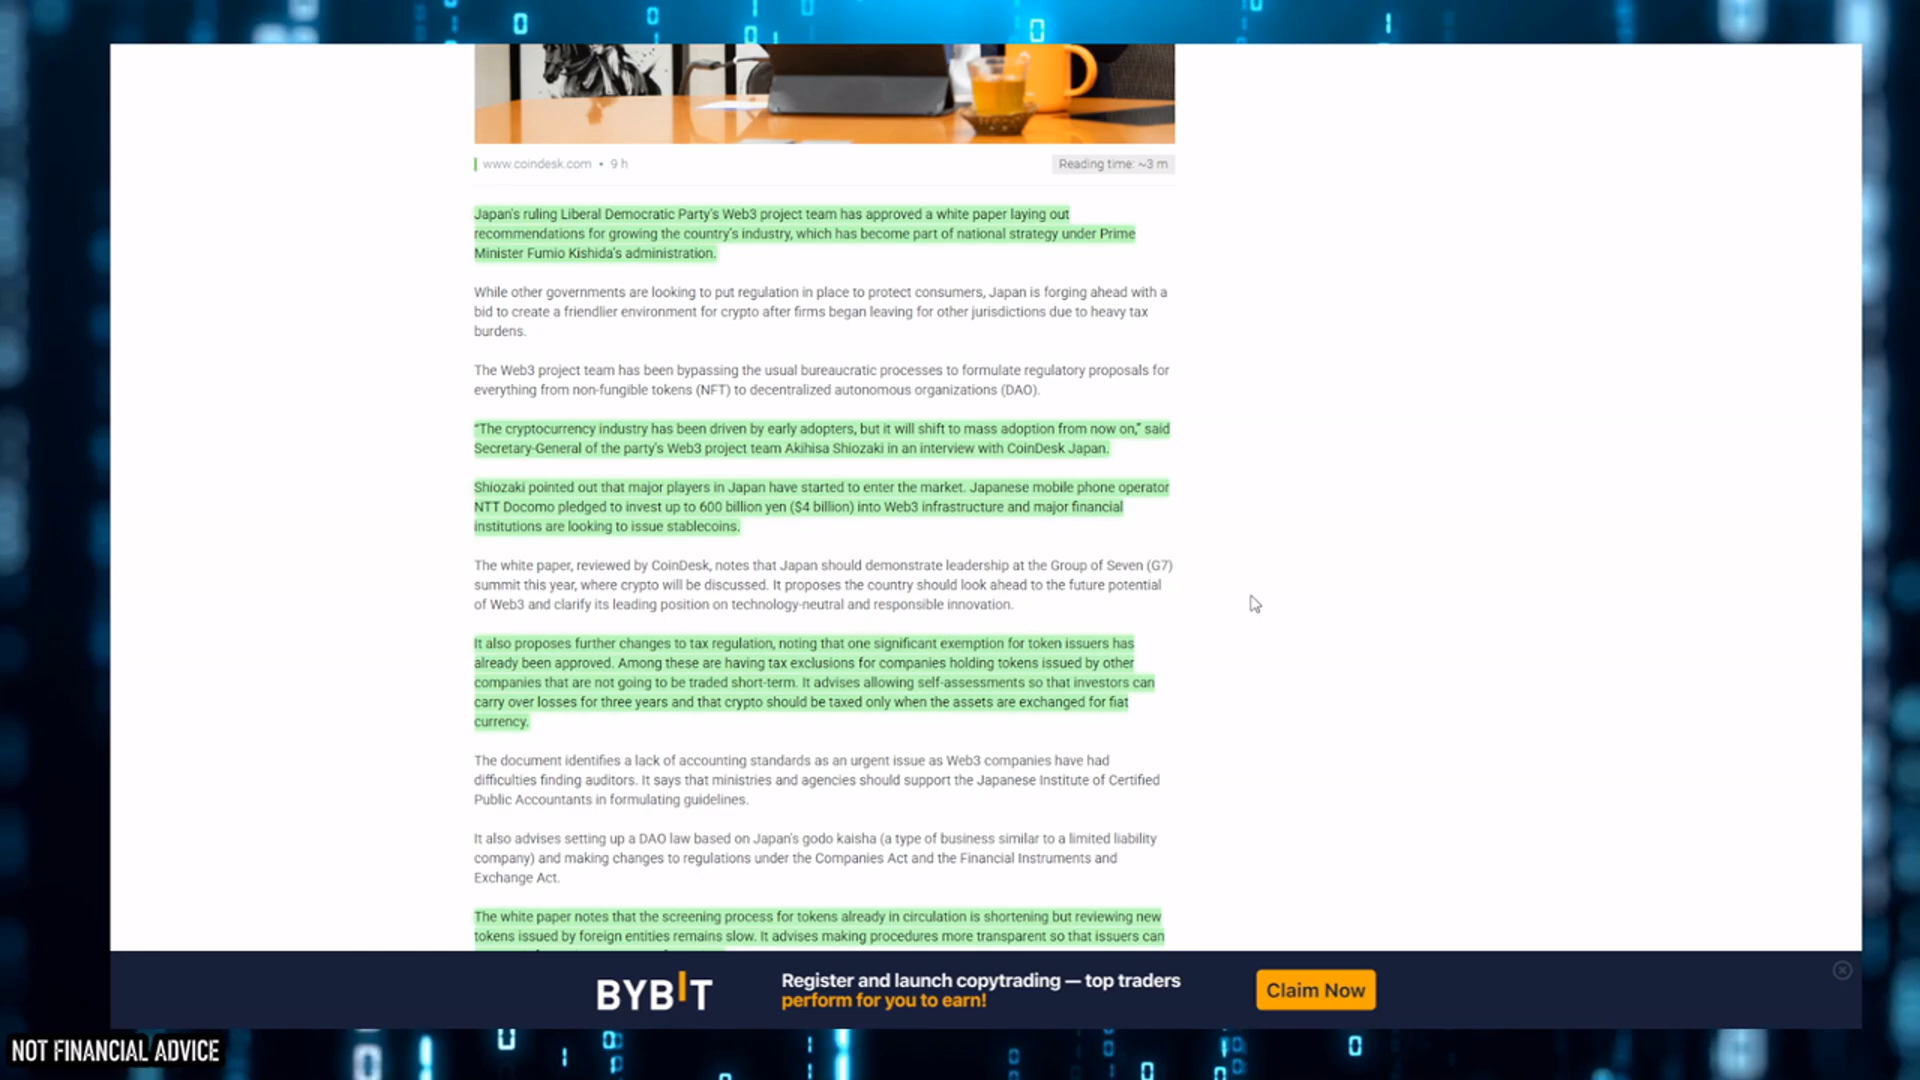 www.coindesk.com • 9 h
Reading time: ~3 m
Japan's ruling Liberal Democratic Party's Web3 project team has approved a white paper laying out
recommendations for growing the country's industry, which has become part of national strategy under Prime
Minister Fumio Kishida's administration.
While other governments are looking to put regulation in place to protect consumers, Japan is forging ahead with a
bid to create a friendlier environment for crypto after firms began leaving for other jurisdictions due to heavy tax
burdens.
The Web3 project team has been bypassing the usual bureaucratic processes to formulate regulatory proposals for
everything from non-fungible tokens (NFT) to decentralized autonomous organizations (DAO).
“The cryptocurrency industry has been driven by early adopters, but it will shift to mass adoption from now on,” said
Secretary-General of the party's Web3 project team Akihisa Shiozaki in an interview with CoinDesk Japan.
Shiozaki pointed out that major players in Japan have started to enter the market. Japanese mobile phone operator
NTT Docomo pledged to invest up to 600 billion yen ($4 billion) into Web3 infrastructure and major financial
institutions are looking to issue stablecoins.
The white paper, reviewed by CoinDesk, notes that Japan should demonstrate leadership at the Group of Seven (G7)
summit this year, where crypto will be discussed. It proposes the country should look ahead to the future potential
of Web3 and clarify its leading position on technology-neutral and responsible innovation.
It also proposes further changes to tax regulation, noting that one significant exemption for token issuers has
already been approved. Among these are having tax exclusions for companies holding tokens issued by other
companies that are not going to be traded short-term. It advises allowing self-assessments so that investors can
carry over losses for three years and that crypto should be taxed only when the assets are exchanged for fiat
currency.
The document identifies a lack of accounting standards as an urgent issue as Web3 companies have had
difficulties finding auditors. It says that ministries and agencies should support the Japanese Institute of Certified
Public Accountants in formulating guidelines.
It also advises setting up a DAO law based on Japan's godo kaisha (a type of business similar to a limited liability
company) and making changes to regulations under the Companies Act and the Financial Instruments and
Exchange Act.
The white paper notes that the screening process for tokens already in circulation is shortening but reviewing new
tokens issued by foreign entities remains slow. It advises making procedures more transparent so that issuers can
BYBIT
Register and launch copytrading — top traders
perform for you to earn!
Claim Now
NOT FINANCIAL ADVICE